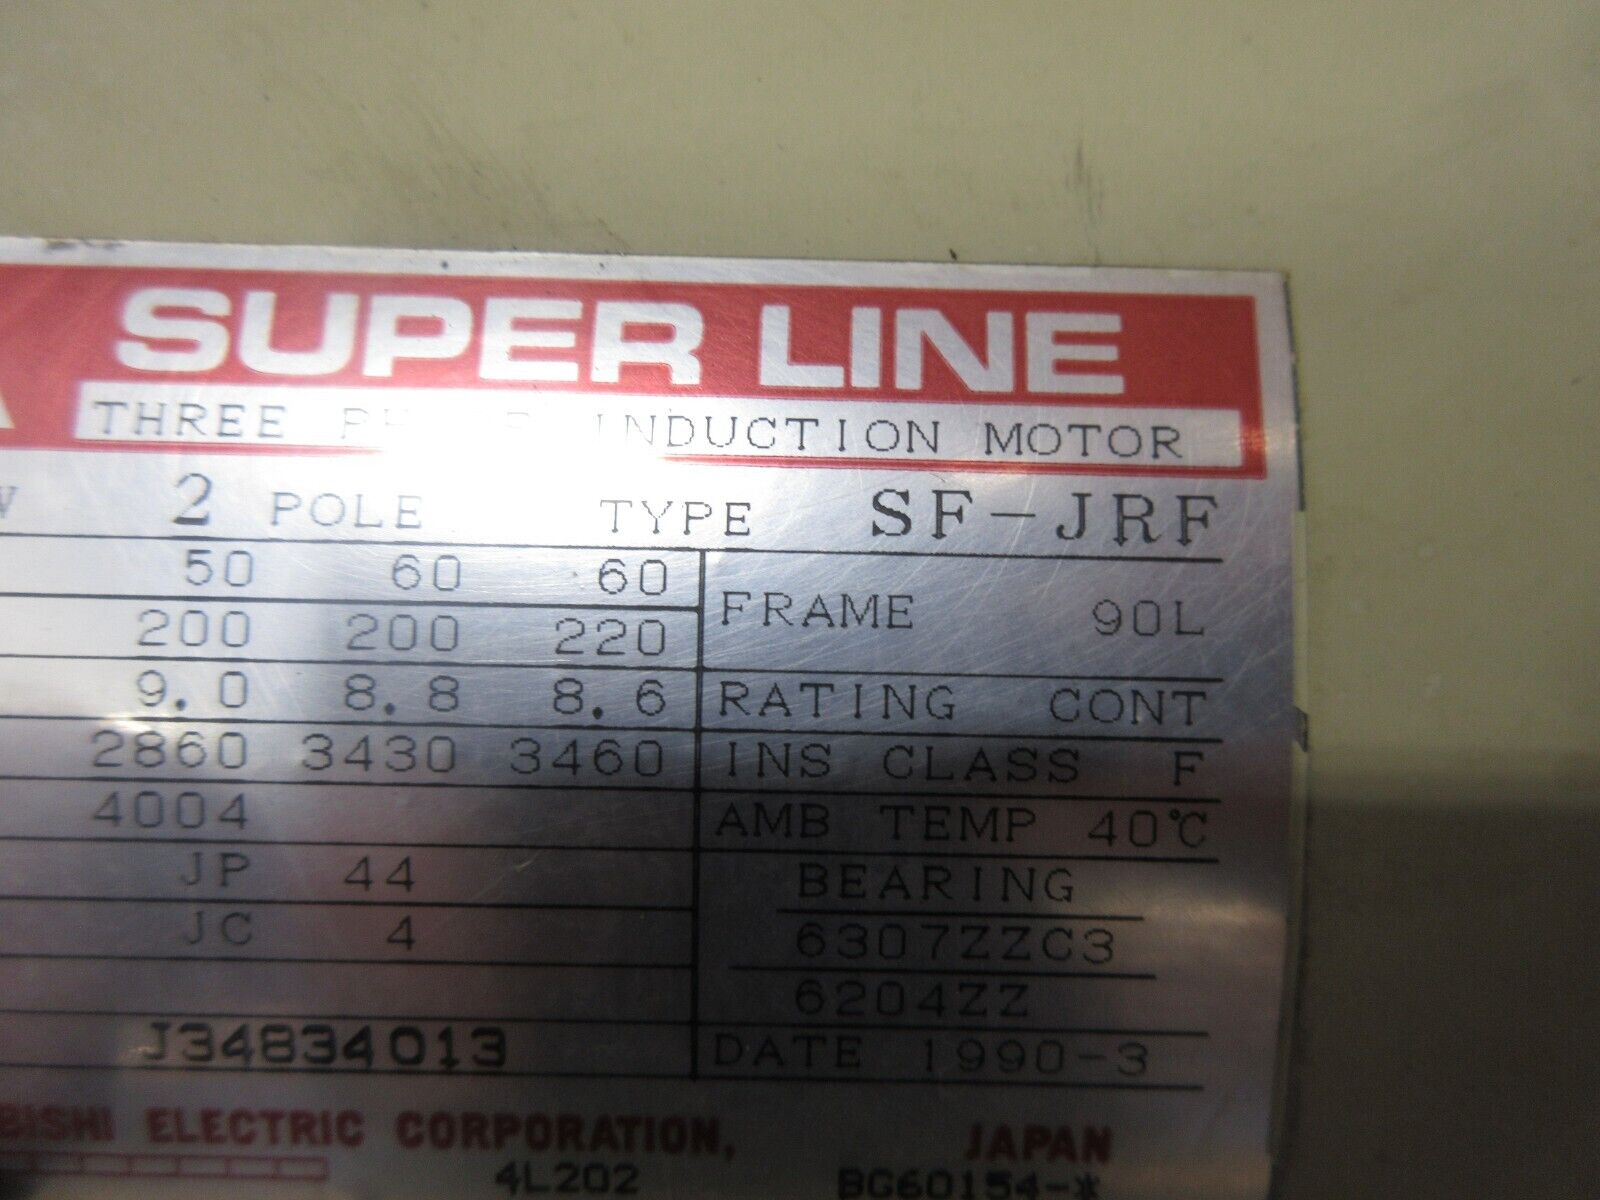 SUPER LINE
THREE INDUCTION MOTOR
2 POLE TYPE SF-JRF
50 60 60
FRAME 90L
200 200 220
9.0 8.8 8.6 RATING CONT
2860 3430 3460 INS CLASS F
4004 AMB TEMP 40℃
JP 44 BEARING
JC 4 6307ZZC3
6204ZZ
J34834013 DATE 1990-3
BISHI ELECTRIC CORPORATION, JAPAN
4L202 BG60154-*